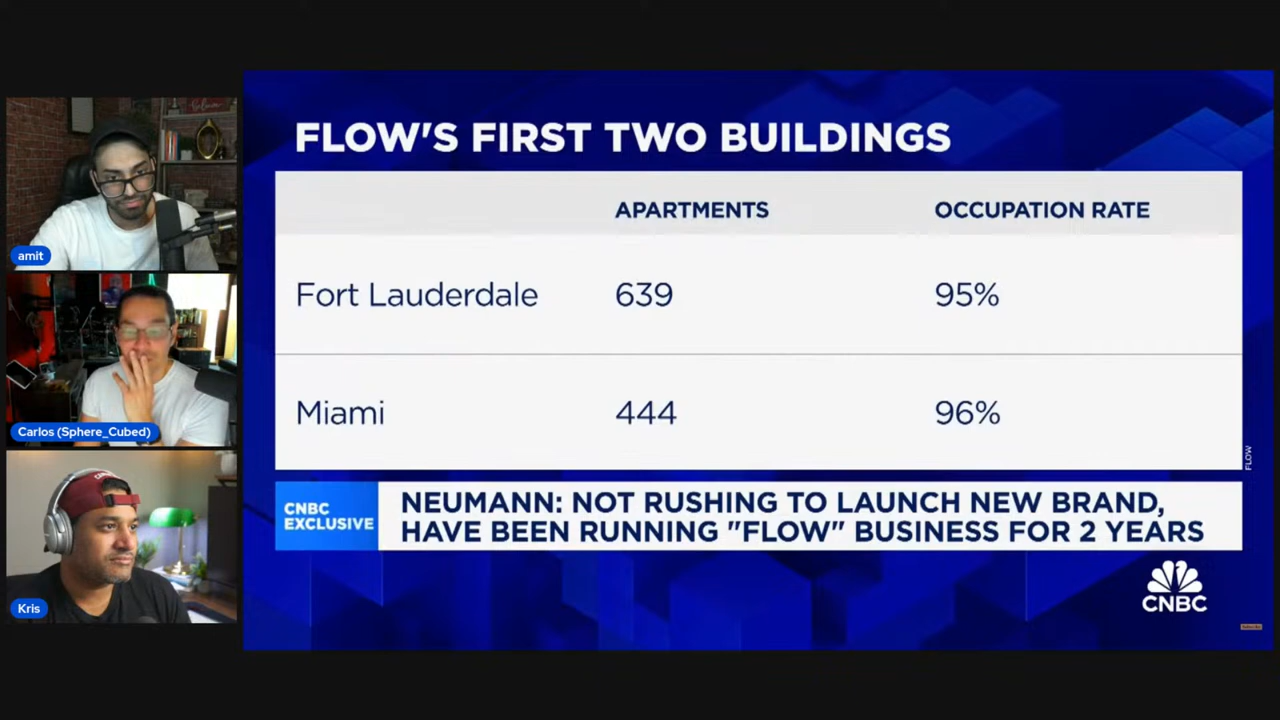 amit
Carlos (Sphere_Cubed)
Kris
FLOW'S FIRST TWO BUILDINGS
APARTMENTS OCCUPATION RATE
Fort Lauderdale 639 95%
Miami 444 96%
FLOW
CNBC EXCLUSIVE
NEUMANN: NOT RUSHING TO LAUNCH NEW BRAND,
HAVE BEEN RUNNING "FLOW" BUSINESS FOR 2 YEARS
CNBC